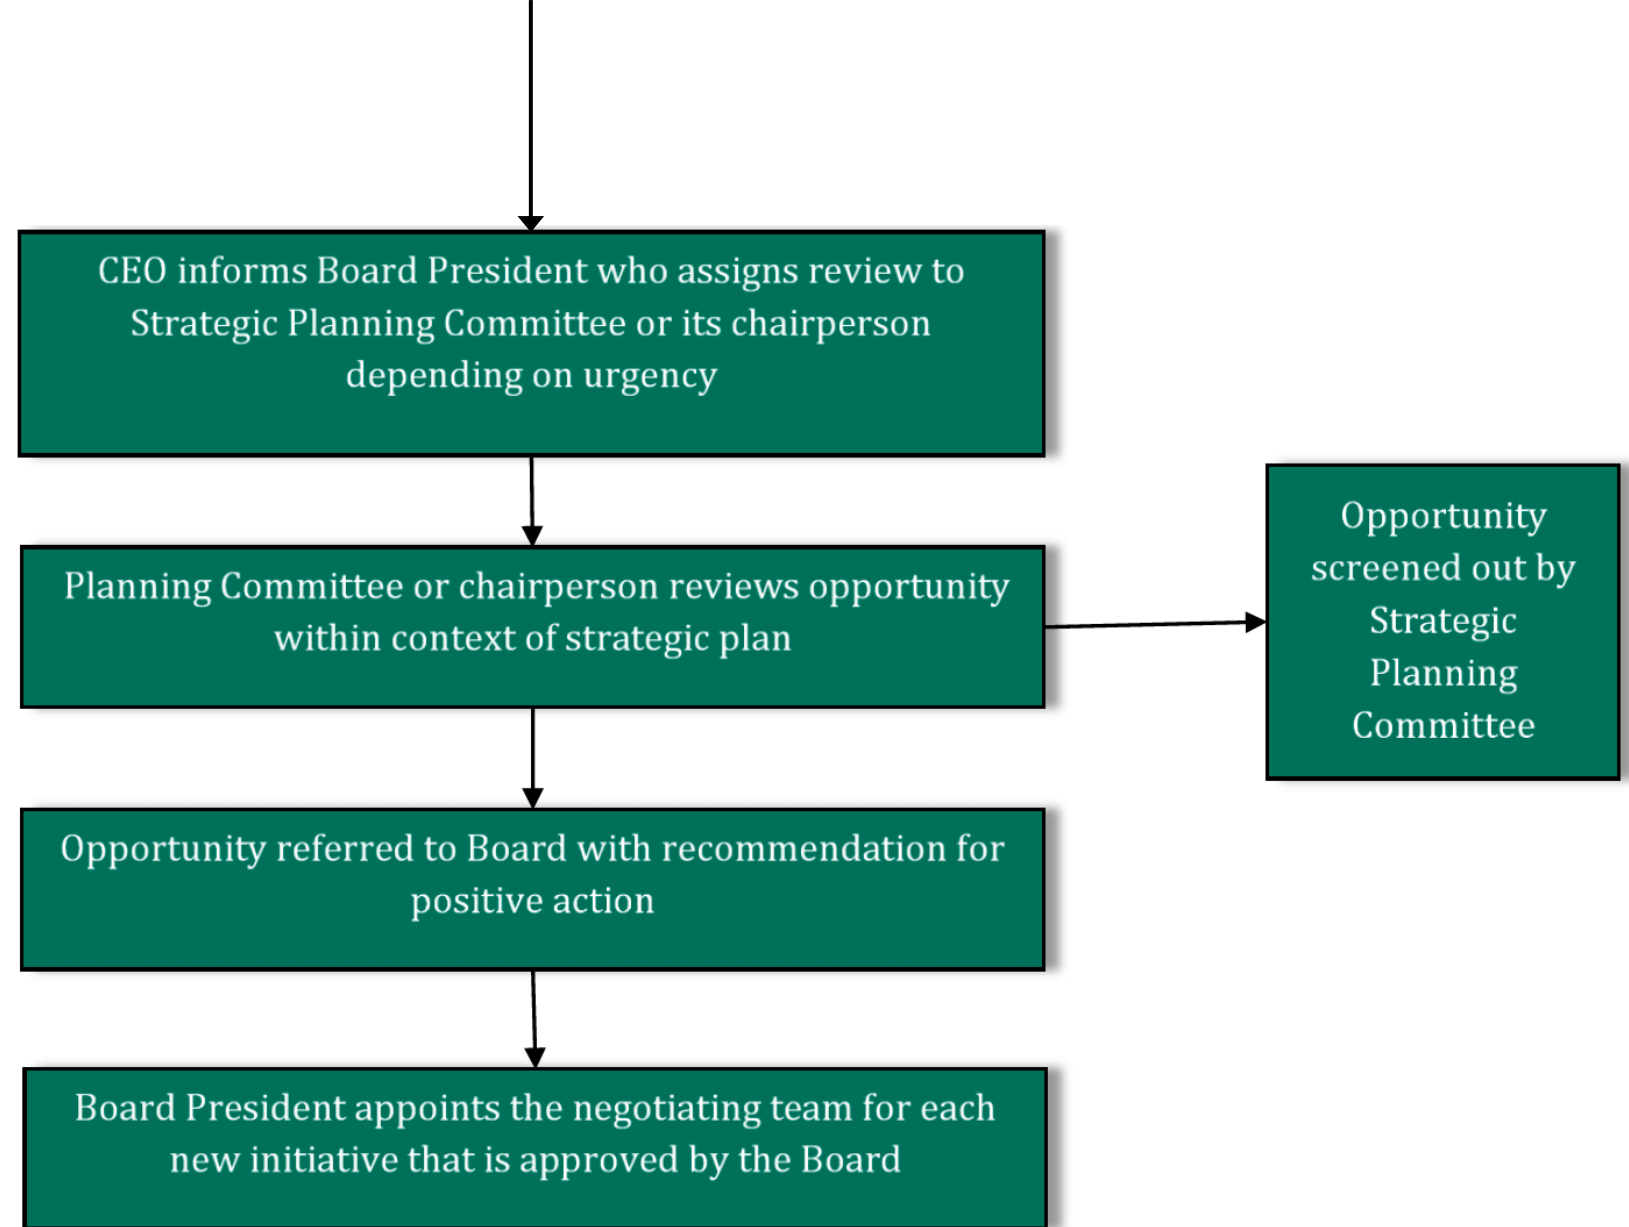 CEO informs Board President who assigns review to
Strategic Planning Committee or its chairperson
depending on urgency
Planning Committee or chairperson reviews opportunity
within context of strategic plan
Opportunity
screened out by
Strategic
Planning
Committee
Opportunity referred to Board with recommendation for
positive action
Board President appoints the negotiating team for each
new initiative that is approved by the Board